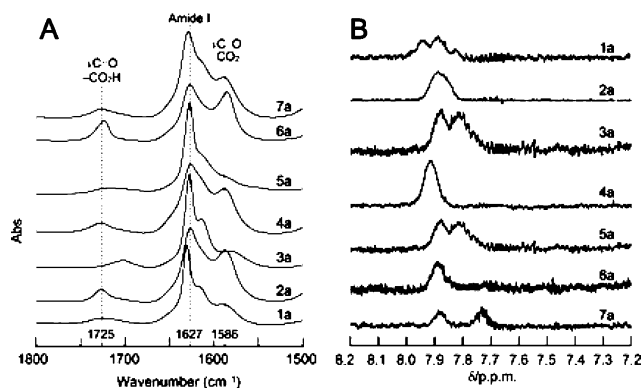 A
Amide I
νC O
–CO₂H
νC O
CO₂
7a
6a
5a
4a
3a
2a
1a
1725 1627 1586
Abs
1800 1700 1600 1500
Wavenumber (cm⁻¹)
B
1a
2a
3a
4a
5a
6a
7a
8.2 8.1 8.0 7.9 7.8 7.7 7.6 7.5 7.4 7.3 7.2
δ/p.p.m.